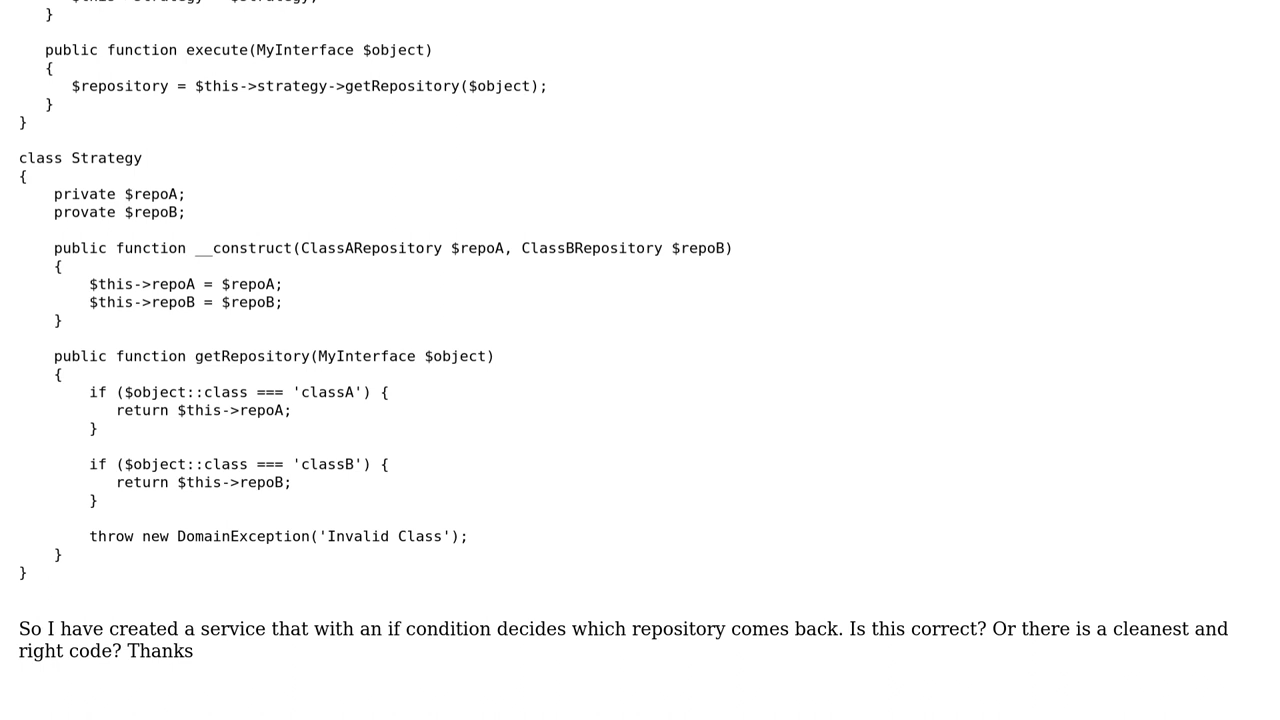 }
public function execute(MyInterface $object)
{
$repository = $this->strategy->getRepository($object);
}
}
class Strategy
{
private $repoA;
provate $repoB;
public function __construct(ClassARepository $repoA, ClassBRepository $repoB)
{
$this->repoA = $repoA;
$this->repoB = $repoB;
}
public function getRepository(MyInterface $object)
{
if ($object::class === 'classA') {
return $this->repoA;
}
if ($object::class === 'classB') {
return $this->repoB;
}
throw new DomainException('Invalid Class');
}
}
So I have created a service that with an if condition decides which repository comes back. Is this correct? Or there is a cleanest and
right code? Thanks